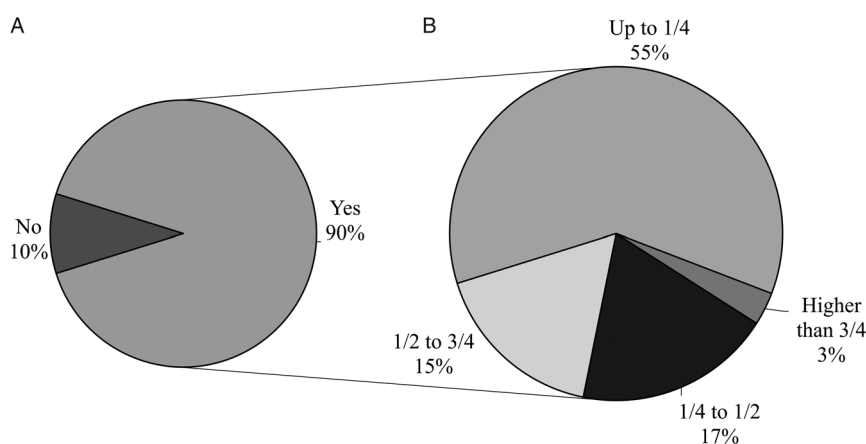 A
B
No
10%
Yes
90%
Up to 1/4
55%
Higher
than 3/4
3%
1/2 to 3/4
15%
1/4 to 1/2
17%